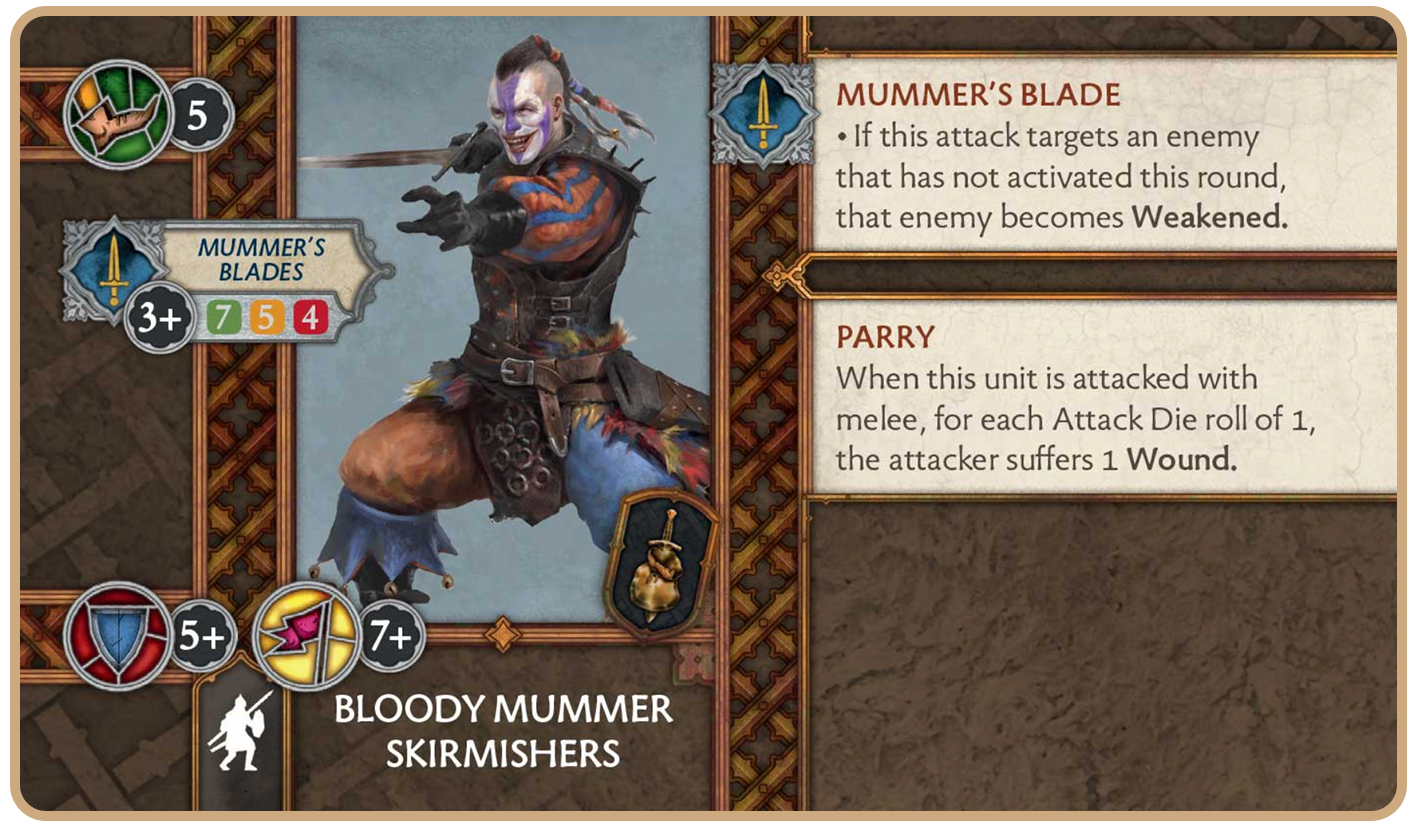 5
MUMMER'S
BLADES
3+ 7 5 4
5+ 7+
BLOODY MUMMER
SKIRMISHERS
MUMMER'S BLADE
• If this attack targets an enemy
that has not activated this round,
that enemy becomes Weakened.
PARRY
When this unit is attacked with
melee, for each Attack Die roll of 1,
the attacker suffers 1 Wound.